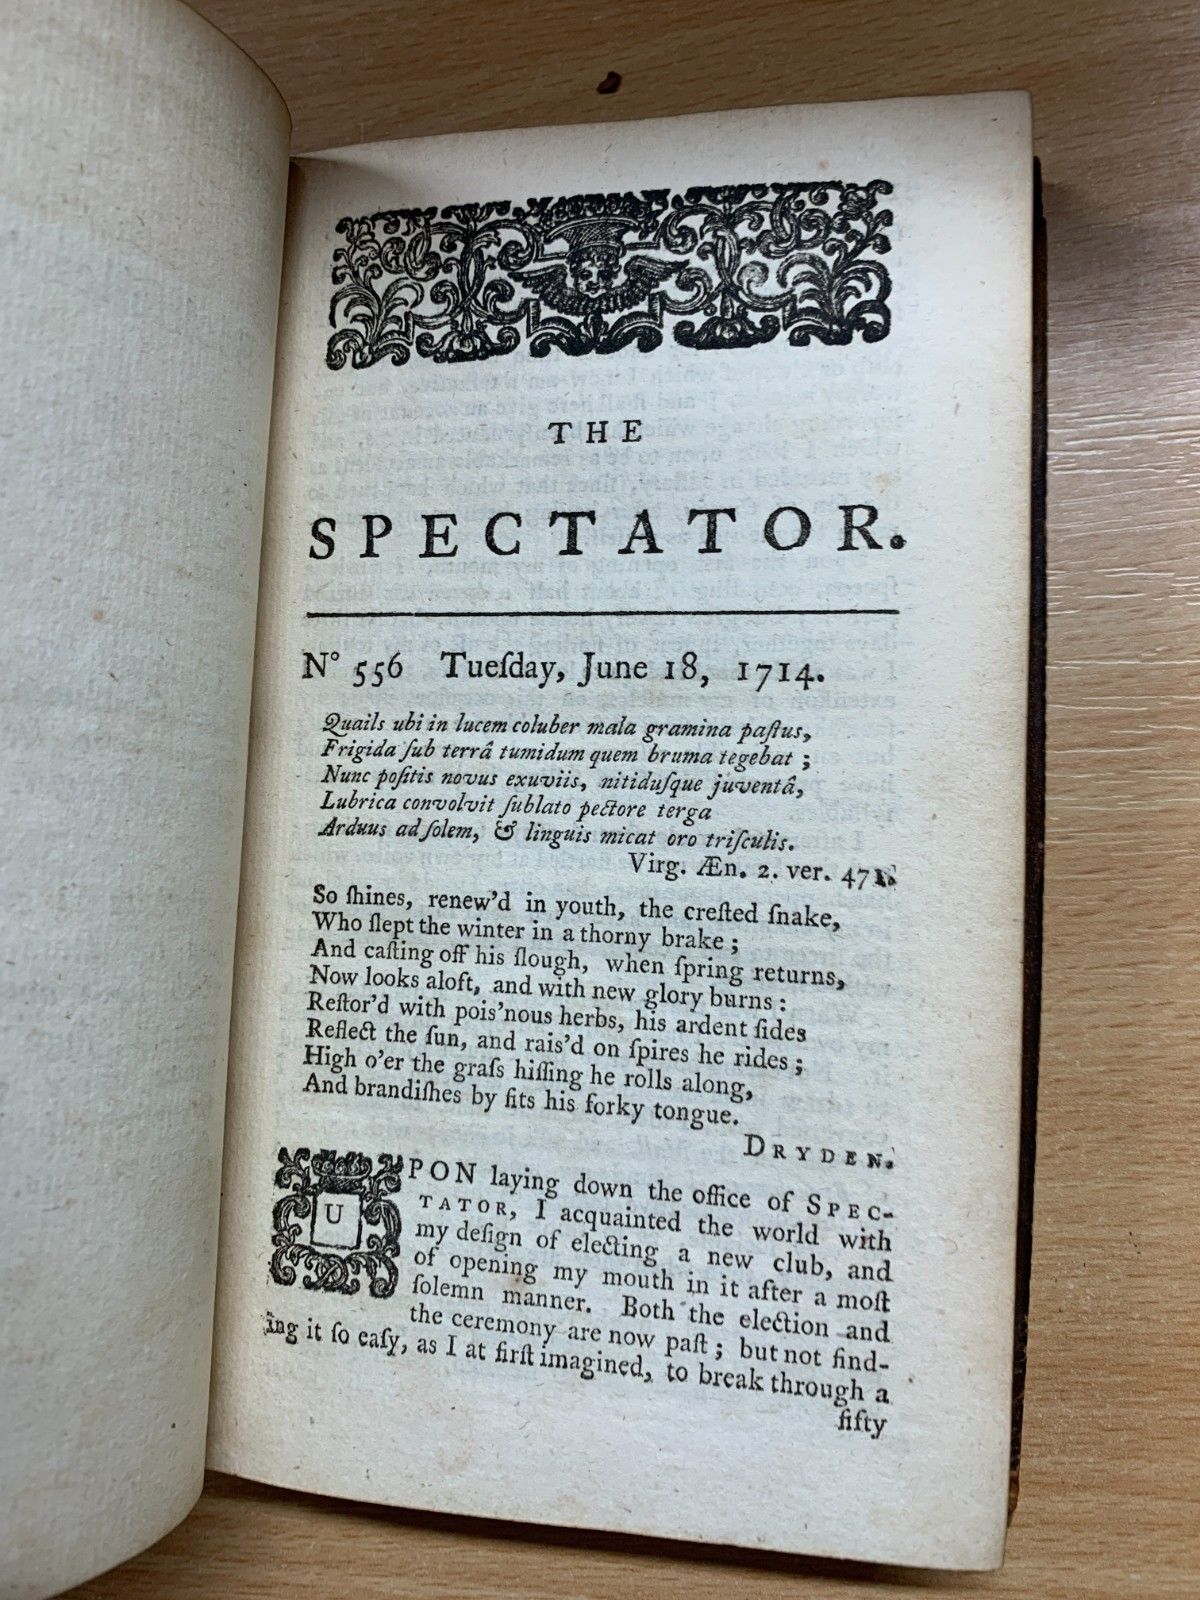 THE
SPECTATOR.
N° 556 Tueſday, June 18, 1714.
Quails ubi in lucem coluber mala gramina paſtus,
Frigida ſub terrâ tumidum quem bruma tegebat ;
Nunc poſitis novus exuviis, nitiduſque juventâ,
Lubrica convolvit ſublato pectore terga
Arduus ad ſolem, & linguis micat oro triſculis.
Virg. Æn. 2. ver. 471.
So ſhines, renew'd in youth, the creſted ſnake,
Who ſlept the winter in a thorny brake ;
And caſting off his ſlough, when ſpring returns,
Now looks aloft, and with new glory burns :
Reſtor'd with pois'nous herbs, his ardent ſides
Reflect the ſun, and rais'd on ſpires he rides ;
High o'er the graſs hiſſing he rolls along,
And brandiſhes by fits his forky tongue.
DRYDEN.
UPON laying down the office of SPEC-
TATOR, I acquainted the world with
my deſign of electing a new club, and
of opening my mouth in it after a moſt
ſolemn manner. Both the election and
the ceremony are now paſt ; but not find-
ing it ſo eaſy, as I at firſt imagined, to break through a
fifty